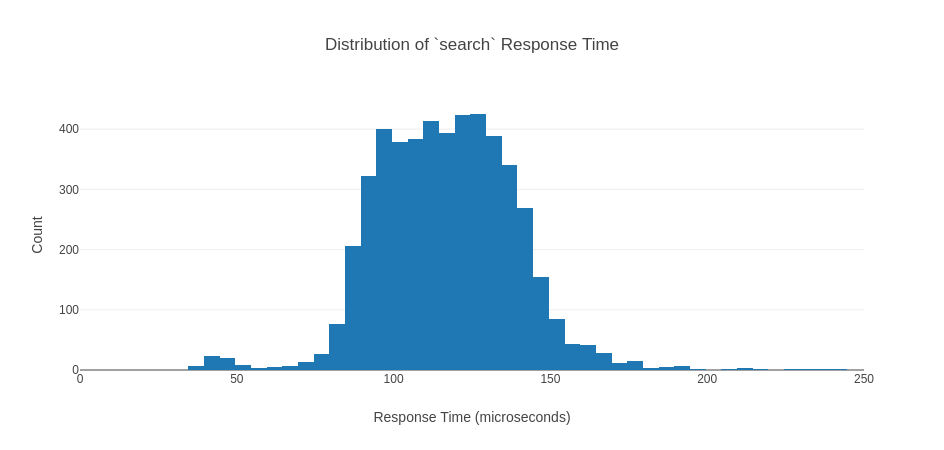 Distribution of `search` Response Time
400
300
200
100
0
Count
0 50 100 150 200 250
Response Time (microseconds)